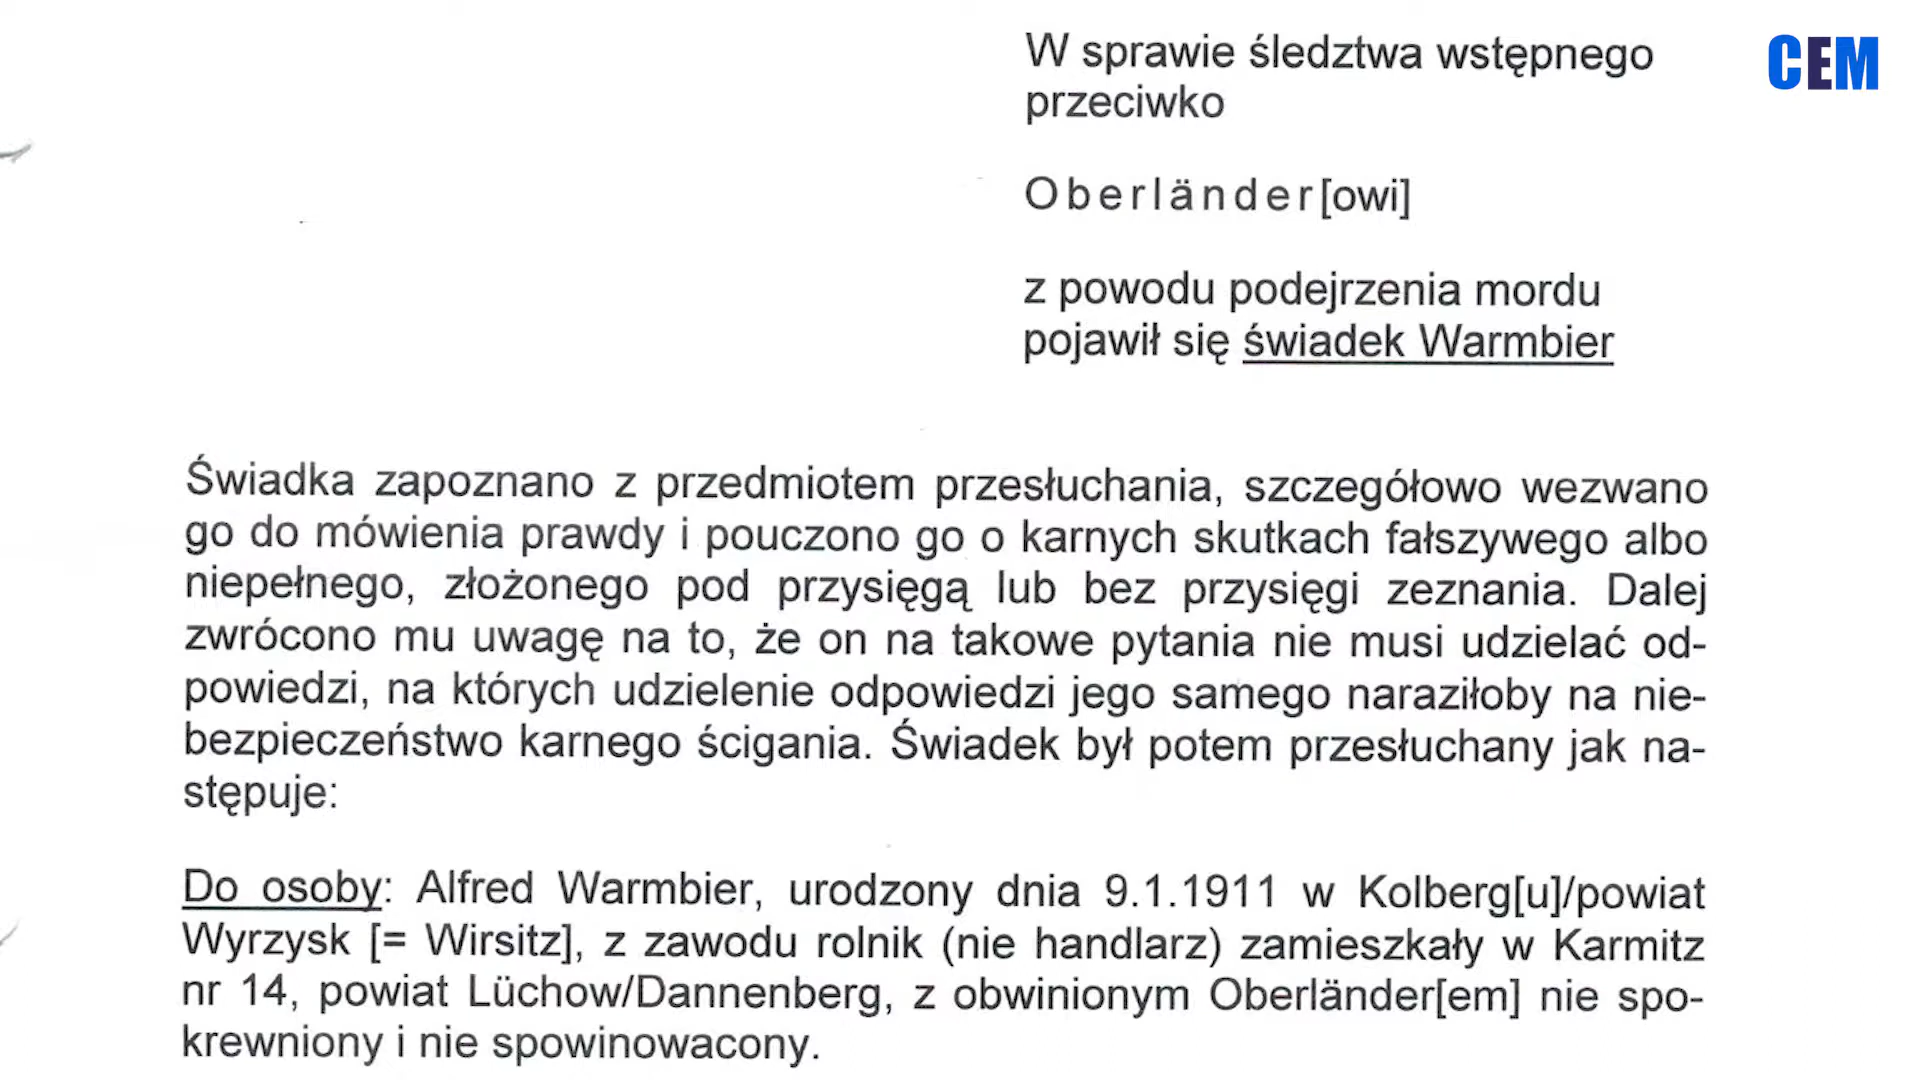 W sprawie śledztwa wstępnego
przeciwko
CEM
Oberländer[owi]
z powodu podejrzenia mordu
pojawił się świadek Warmbier
Świadka zapoznano z przedmiotem przesłuchania, szczegółowo wezwano
go do mówienia prawdy i pouczono go o karnych skutkach fałszywego albo
niepełnego, złożonego pod przysięgą lub bez przysięgi zeznania. Dalej
zwrócono mu uwagę na to, że on na takowe pytania nie musi udzielać od-
powiedzi, na których udzielenie odpowiedzi jego samego naraziłoby na nie-
bezpieczeństwo karnego ścigania. Świadek był potem przesłuchany jak na-
stępuje:
Do osoby: Alfred Warmbier, urodzony dnia 9.1.1911 w Kolberg[u]/powiat
Wyrzysk [= Wirsitz], z zawodu rolnik (nie handlarz) zamieszkały w Karmitz
nr 14, powiat Lüchow/Dannenberg, z obwinionym Oberländer[em] nie spo-
krewniony i nie spowinowacony.